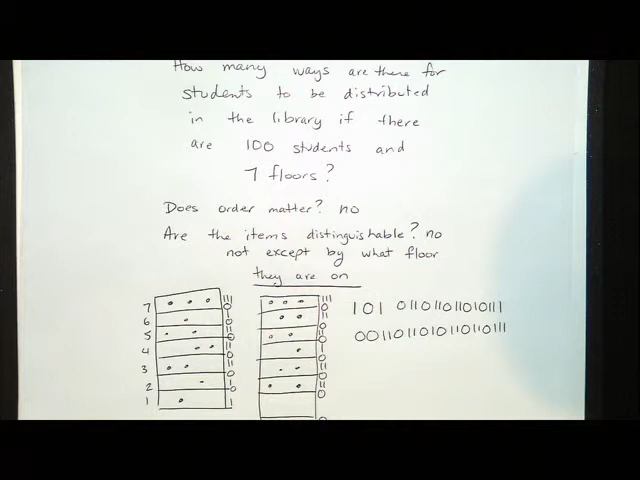 How many ways are there for
students to be distributed
in the library if there
are 100 students and
7 floors?
Does order matter? no
Are the items distinguishable? no
not except by what floor
they are on
7
6
5
4
3
2
1
101 0110110110101111
0011011010110110111